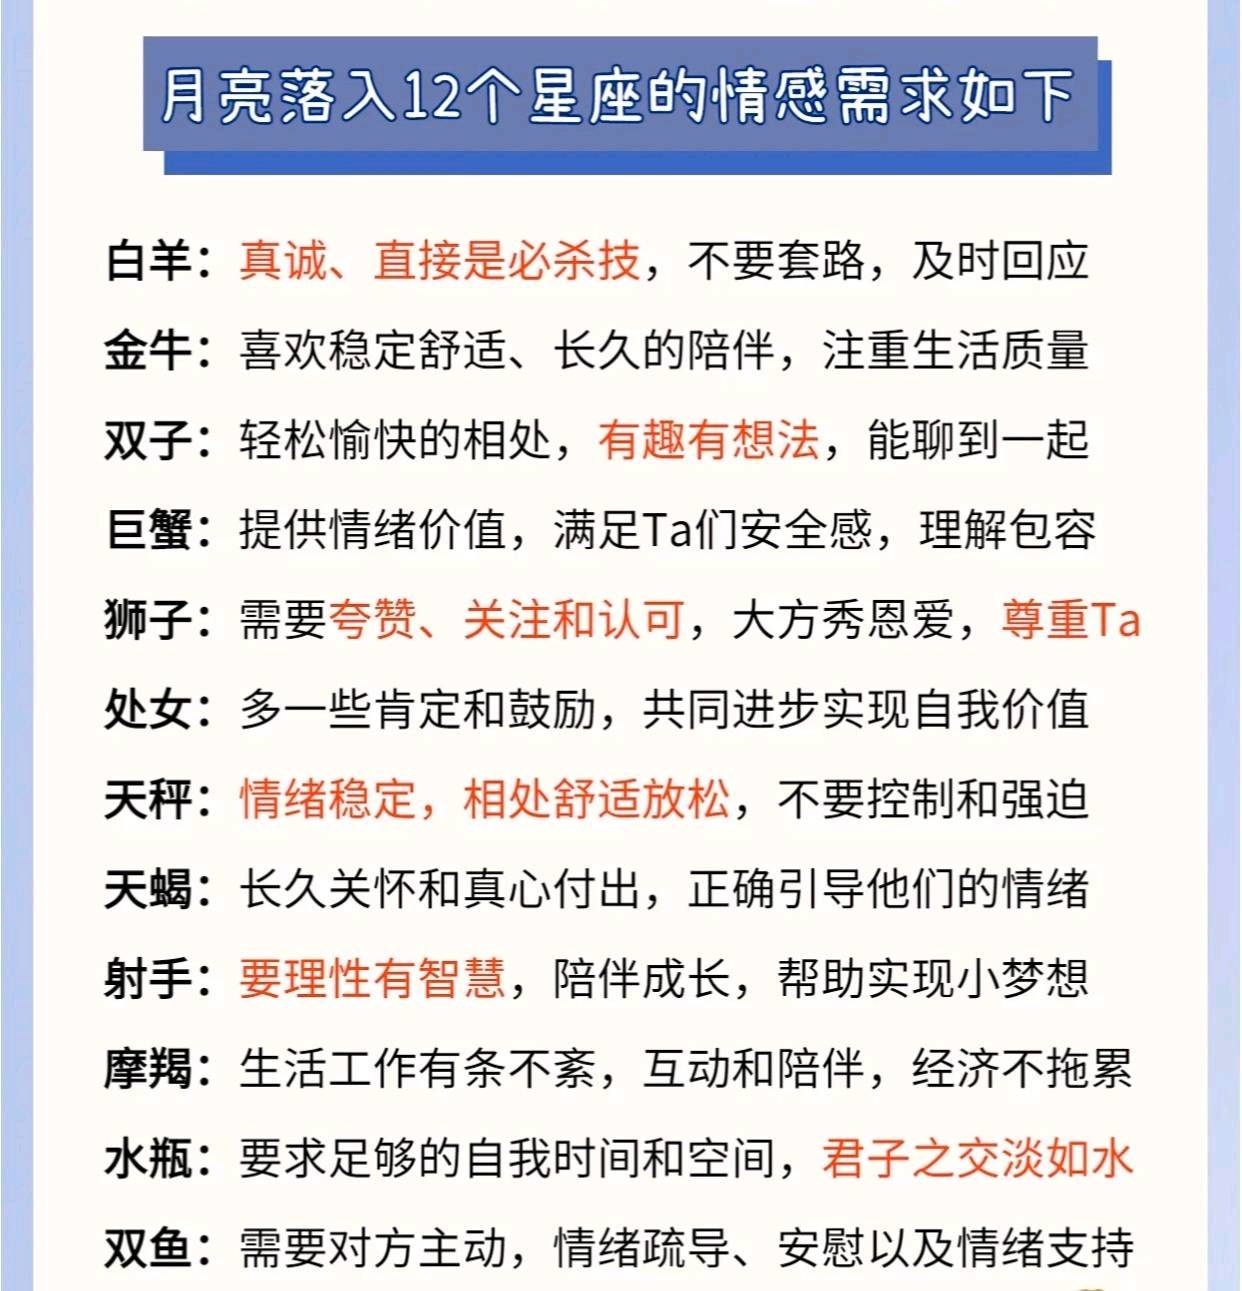 月亮落入12个星座的情感需求如下
白羊：真诚、直接是必杀技，不要套路，及时回应
金牛：喜欢稳定舒适、长久的陪伴，注重生活质量
双子：轻松愉快的相处，有趣有想法，能聊到一起
巨蟹：提供情绪价值，满足Ta们安全感，理解包容
狮子：需要夸赞、关注和认可，大方秀恩爱，尊重Ta
处女：多一些肯定和鼓励，共同进步实现自我价值
天秤：情绪稳定，相处舒适放松，不要控制和强迫
天蝎：长久关怀和真心付出，正确引导他们的情绪
射手：要理性有智慧，陪伴成长，帮助实现小梦想
摩羯：生活工作有条不紊，互动和陪伴，经济不拖累
水瓶：要求足够的自我时间和空间，君子之交淡如水
双鱼：需要对方主动，情绪疏导、安慰以及情绪支持